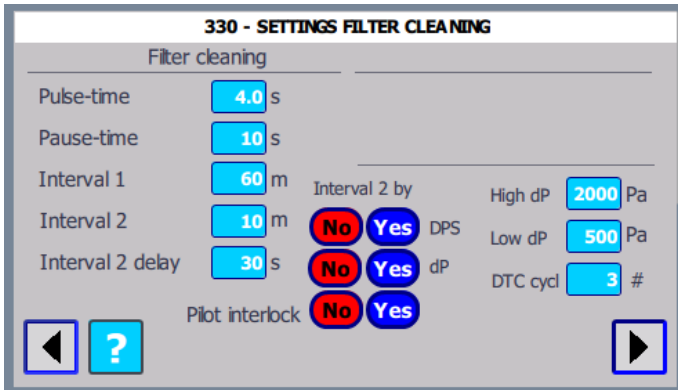 330 - SETTINGS FILTER CLEANING
Filter cleaning
Pulse-time 4.0 s
Pause-time 10 s
Interval 1 60 m
Interval 2 10 m
Interval 2 delay 30 s
Interval 2 by
No Yes DPS
No Yes dP
Pilot interlock No Yes
High dP 2000 Pa
Low dP 500 Pa
DTC cycl 3 #
?